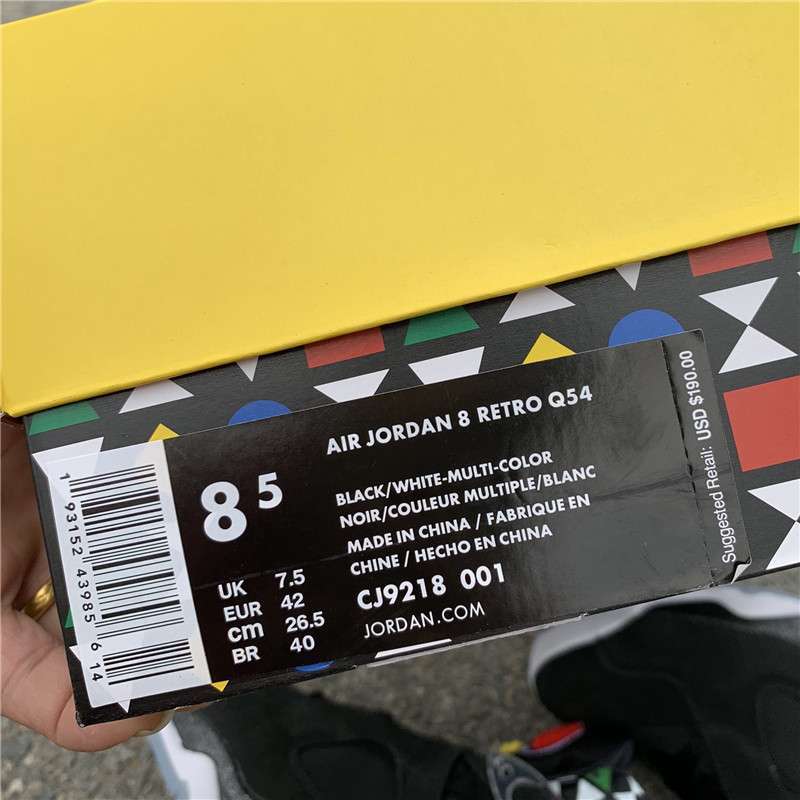 AIR JORDAN 8 RETRO Q54
8 5
BLACK/WHITE-MULTI-COLOR
NOIR/COULEUR MULTIPLE/BLANC
MADE IN CHINA / FABRIQUE EN
CHINE / HECHO EN CHINA
UK 7.5
EUR 42
cm 26.5
BR 40
CJ9218 001
JORDAN.COM
1 93152 43985 6 14
Suggested Retail: USD $190.00